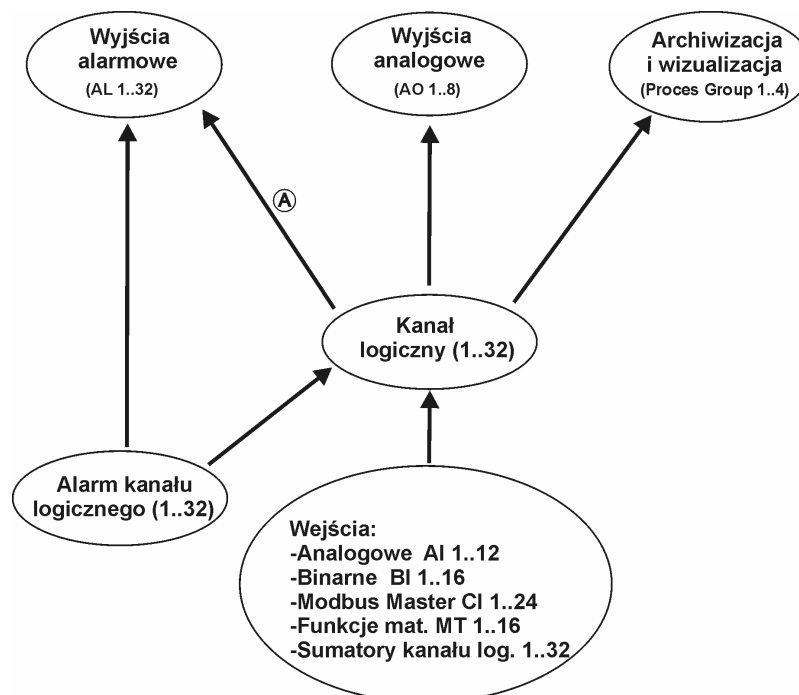 Wyjścia
alarmowe
(AL 1..32)
Wyjścia
analogowe
(AO 1..8)
Archiwizacja
i wizualizacja
(Proces Group 1..4)
A
Kanał
logiczny (1..32)
Alarm kanału
logicznego (1..32)
Wejścia:
-Analogowe AI 1..12
-Binarne BI 1..16
-Modbus Master CI 1..24
-Funkcje mat. MT 1..16
-Sumatory kanału log. 1..32